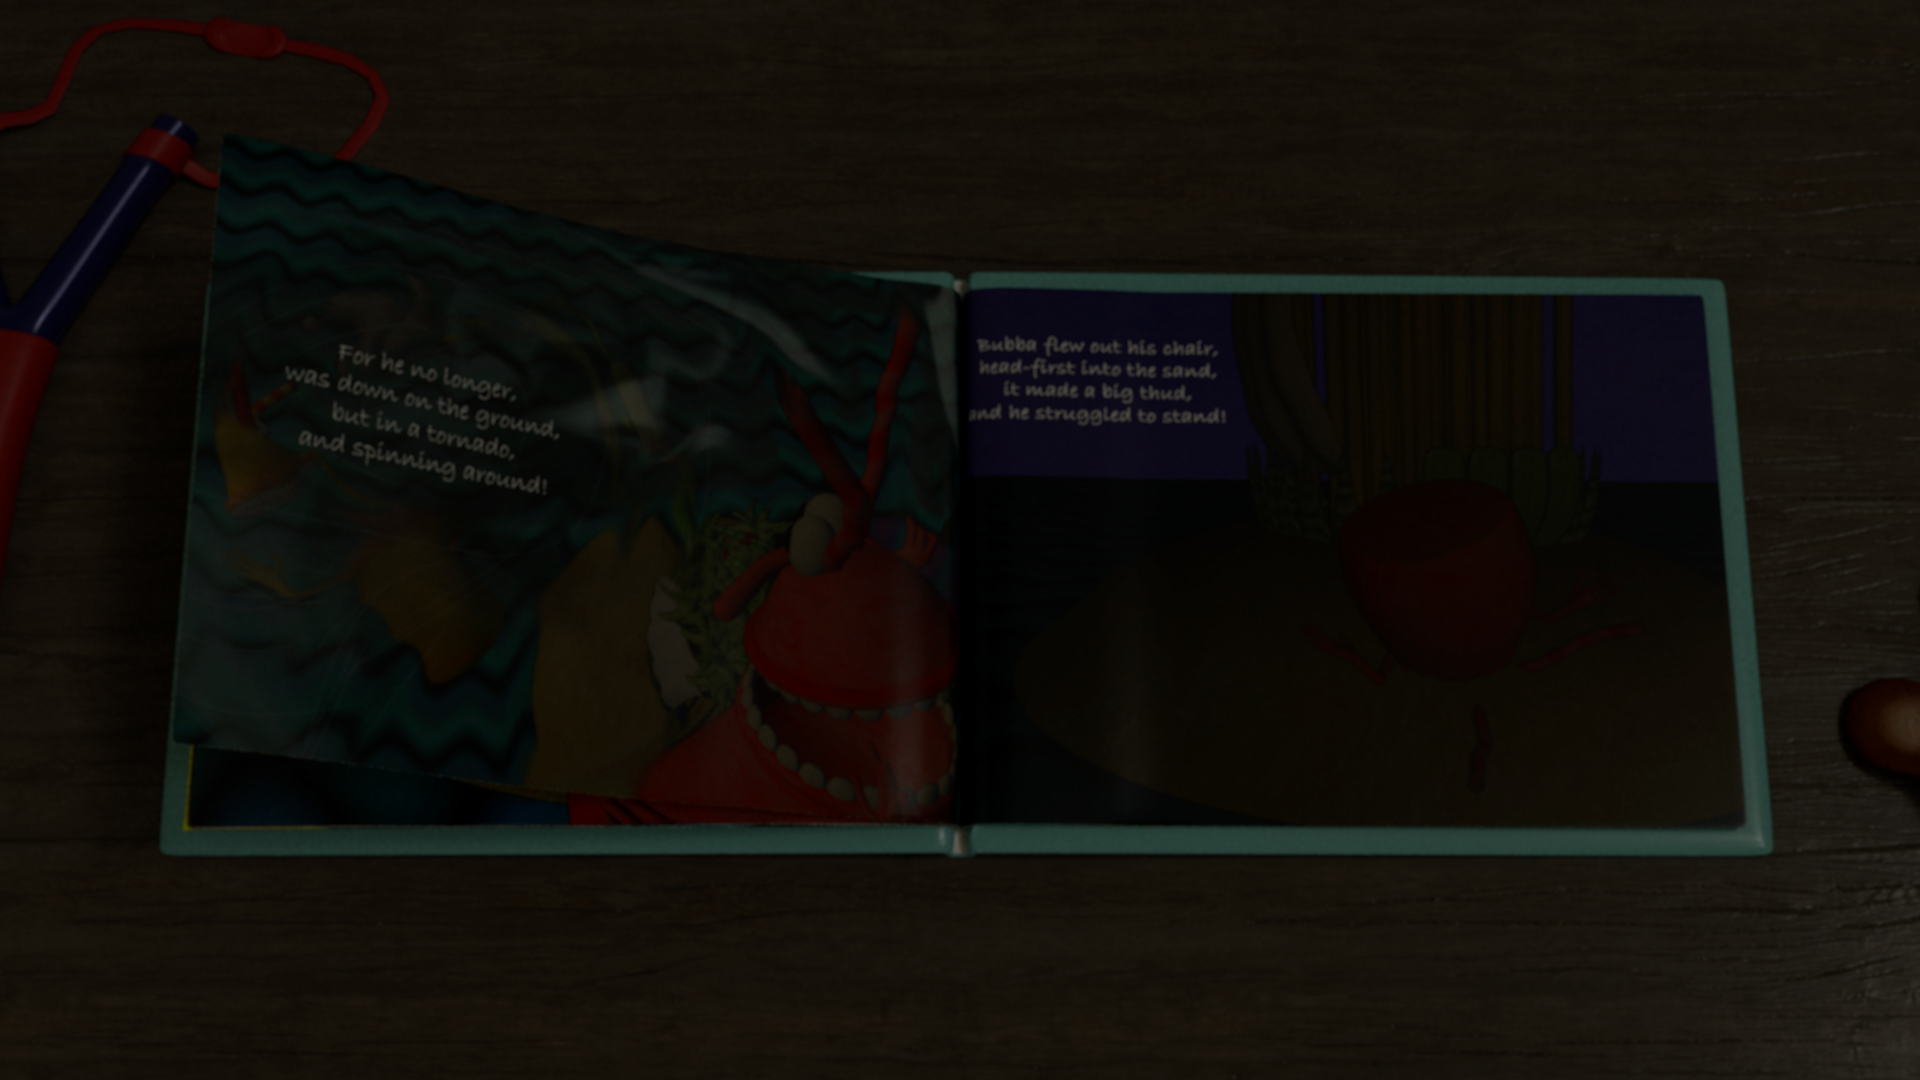 For he no longer,
was down on the ground,
but in a tornado,
and spinning around!
Bubba flew out his chair,
head-first into the sand,
it made a big thud,
and he struggled to stand!